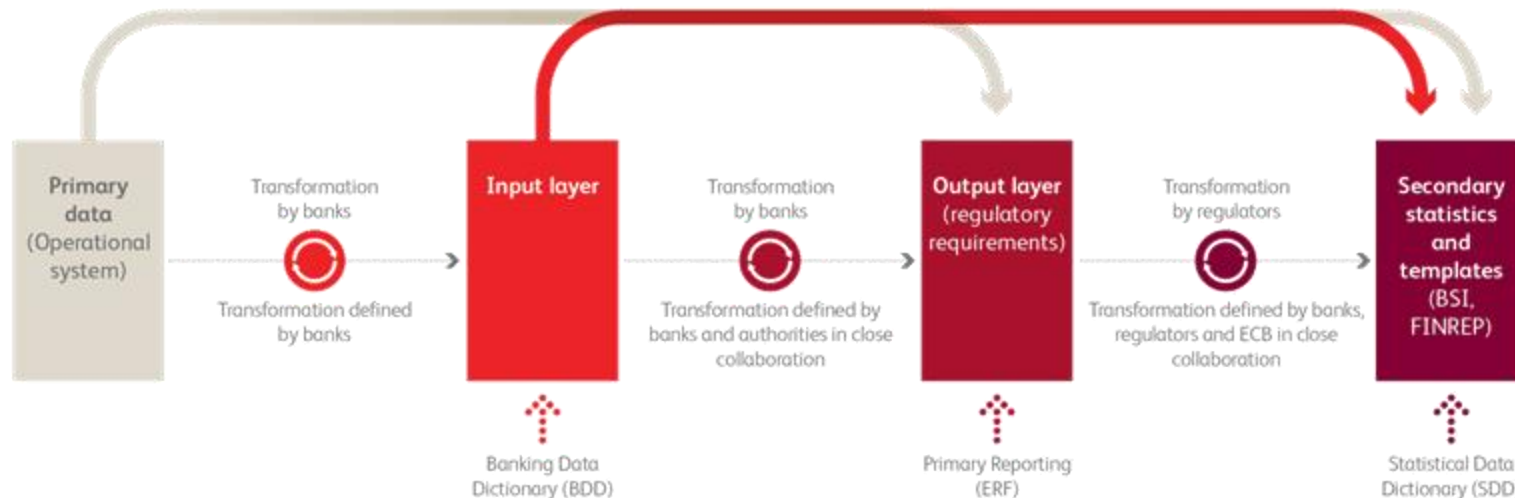 Primary
data
(Operational
system)
Transformation
by banks
Transformation defined
by banks
Input layer
Banking Data
Dictionary (BDD)
Transformation
by banks
Transformation defined by
banks and authorities in close
collaboration
Output layer
(regulatory
requirements)
Primary Reporting
(ERF)
Transformation
by regulators
Transformation defined by banks,
regulators and ECB in close
collaboration
Secondary
statistics
and
templates
(BSI,
FINREP)
Statistical Data
Dictionary (SDD